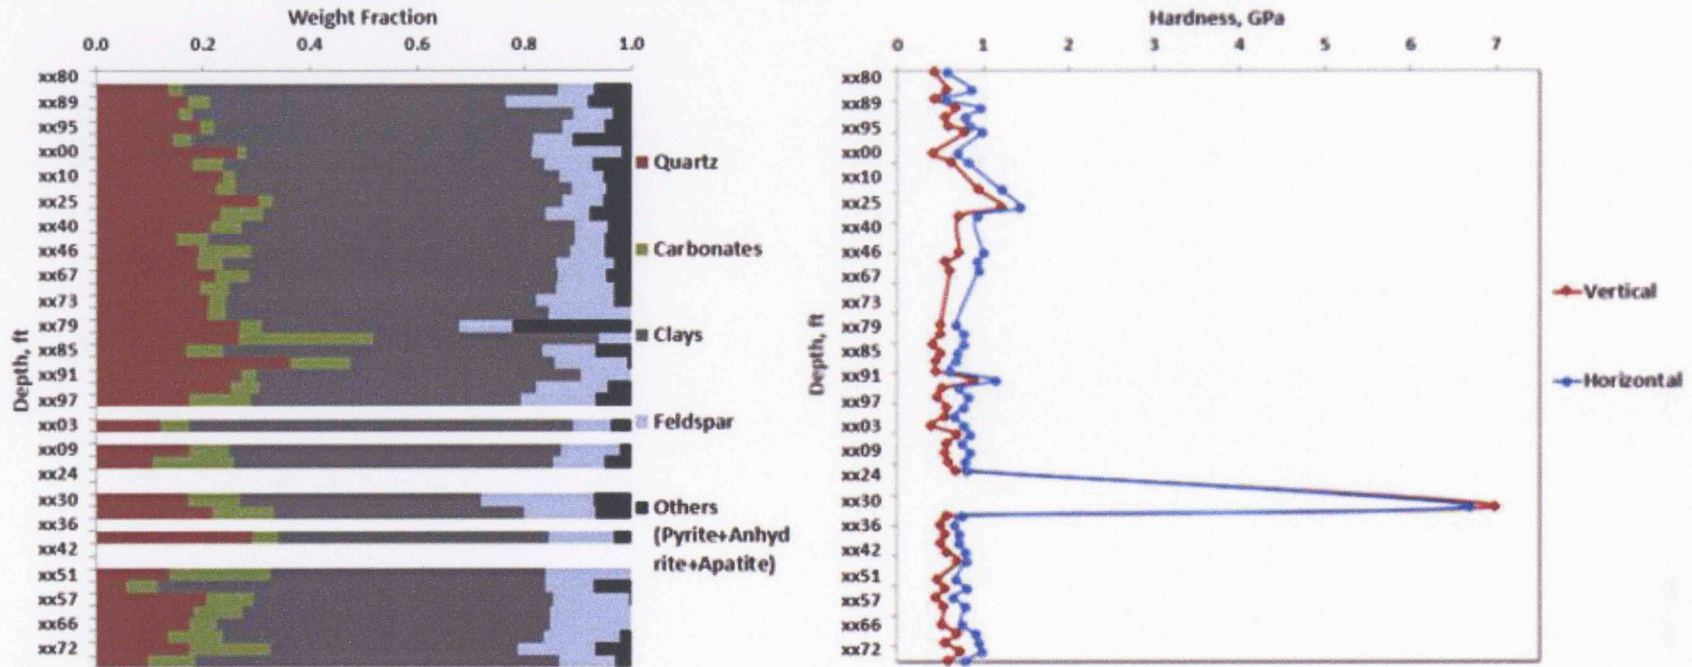 Weight Fraction
0.0 0.2 0.4 0.6 0.8 1.0
Depth, ft
xx80
xx89
xx95
xx00
xx10
xx25
xx40
xx46
xx67
xx73
xx79
xx85
xx91
xx97
xx03
xx09
xx24
xx30
xx36
xx42
xx51
xx57
xx66
xx72
Quartz
Carbonates
Clays
Feldspar
Others
(Pyrite+Anhyd
rite+Apatite)
Hardness, GPa
0 1 2 3 4 5 6 7
Depth, ft
xx80
xx89
xx95
xx00
xx10
xx25
xx40
xx46
xx67
xx73
xx79
xx85
xx91
xx97
xx03
xx09
xx24
xx30
xx36
xx42
xx51
xx57
xx66
xx72
Vertical
Horizontal